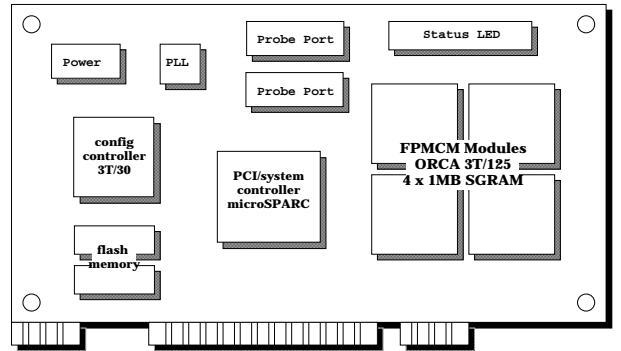 Power
PLL
Probe Port
Probe Port
Status LED
config
controller
3T/30
PCI/system
controller
microSPARC
FPMCM Modules
ORCA 3T/125
4 x 1MB SGRAM
flash
memory